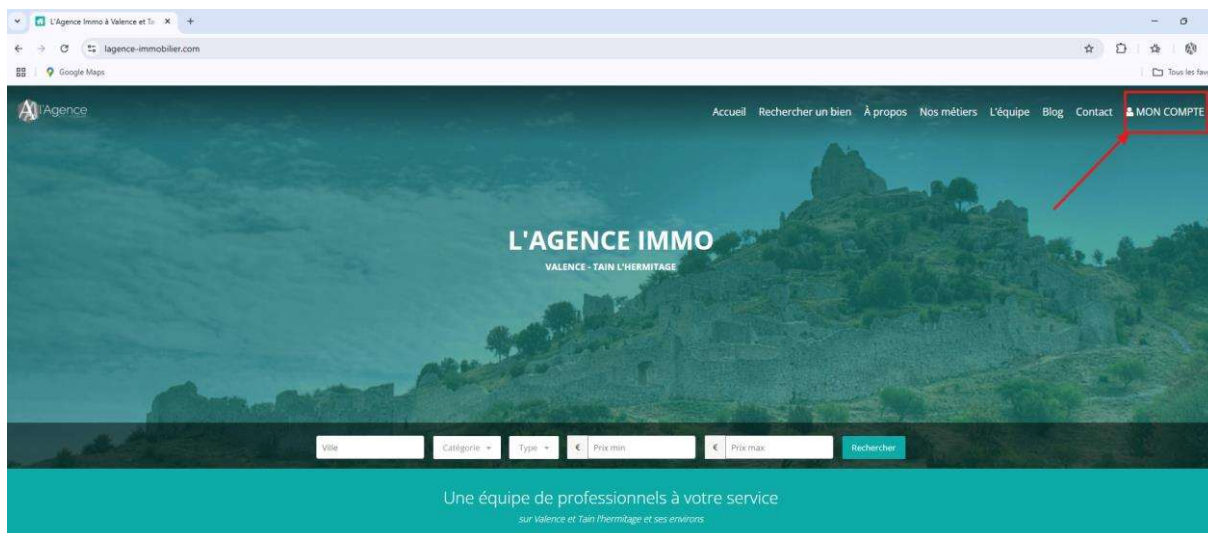 L'Agence Immo à Valence et Ta
lagence-immobilier.com
Google Maps
Tous les fav
l'Agence
Accueil Rechercher un bien À propos Nos métiers L'équipe Blog Contact MON COMPTE
L'AGENCE IMMO
VALENCE - TAIN L'HERMITAGE
Ville Catégorie Type € Prix min € Prix max Rechercher
Une équipe de professionnels à votre service
sur Valence et Tain l'hermitage et ses environs